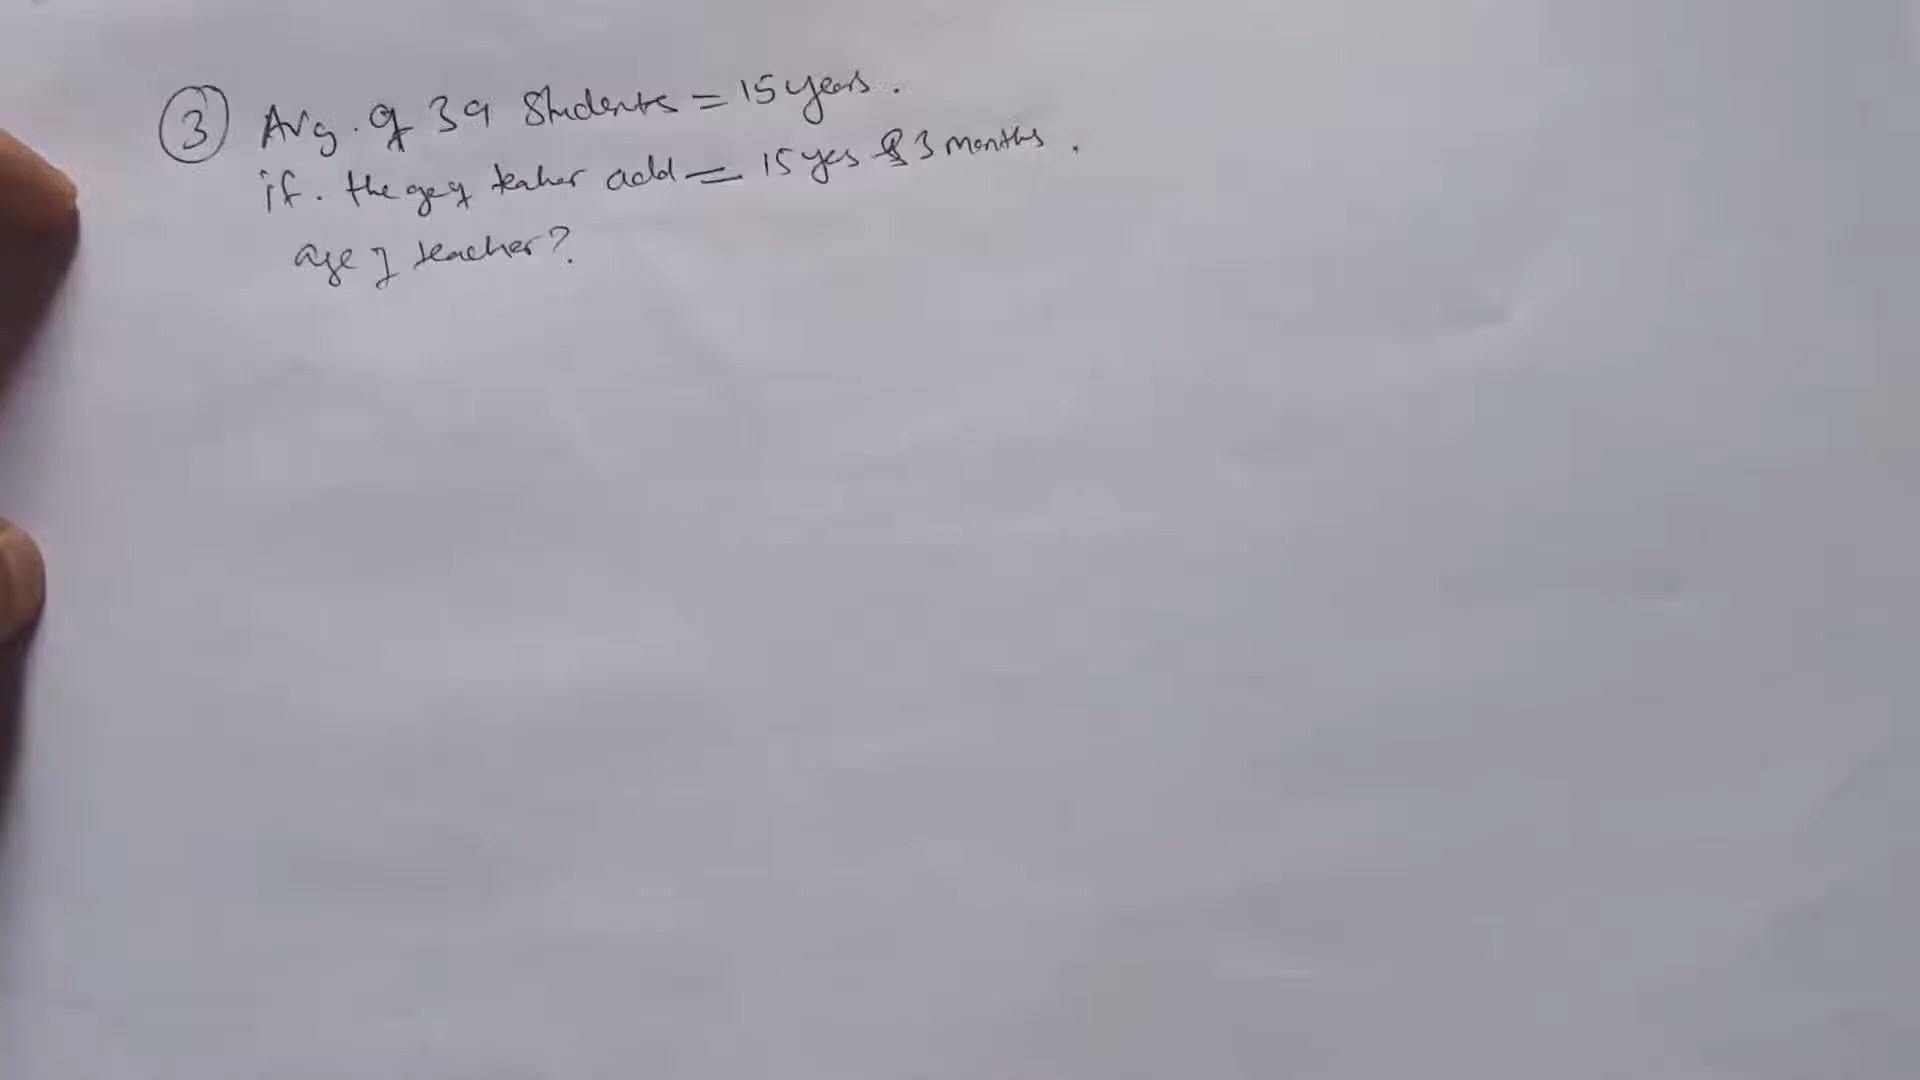 ③ Avg. of 39 Students = 15 years.
if. the age of teaher add = 15 yes & 3 months.
age of teacher?